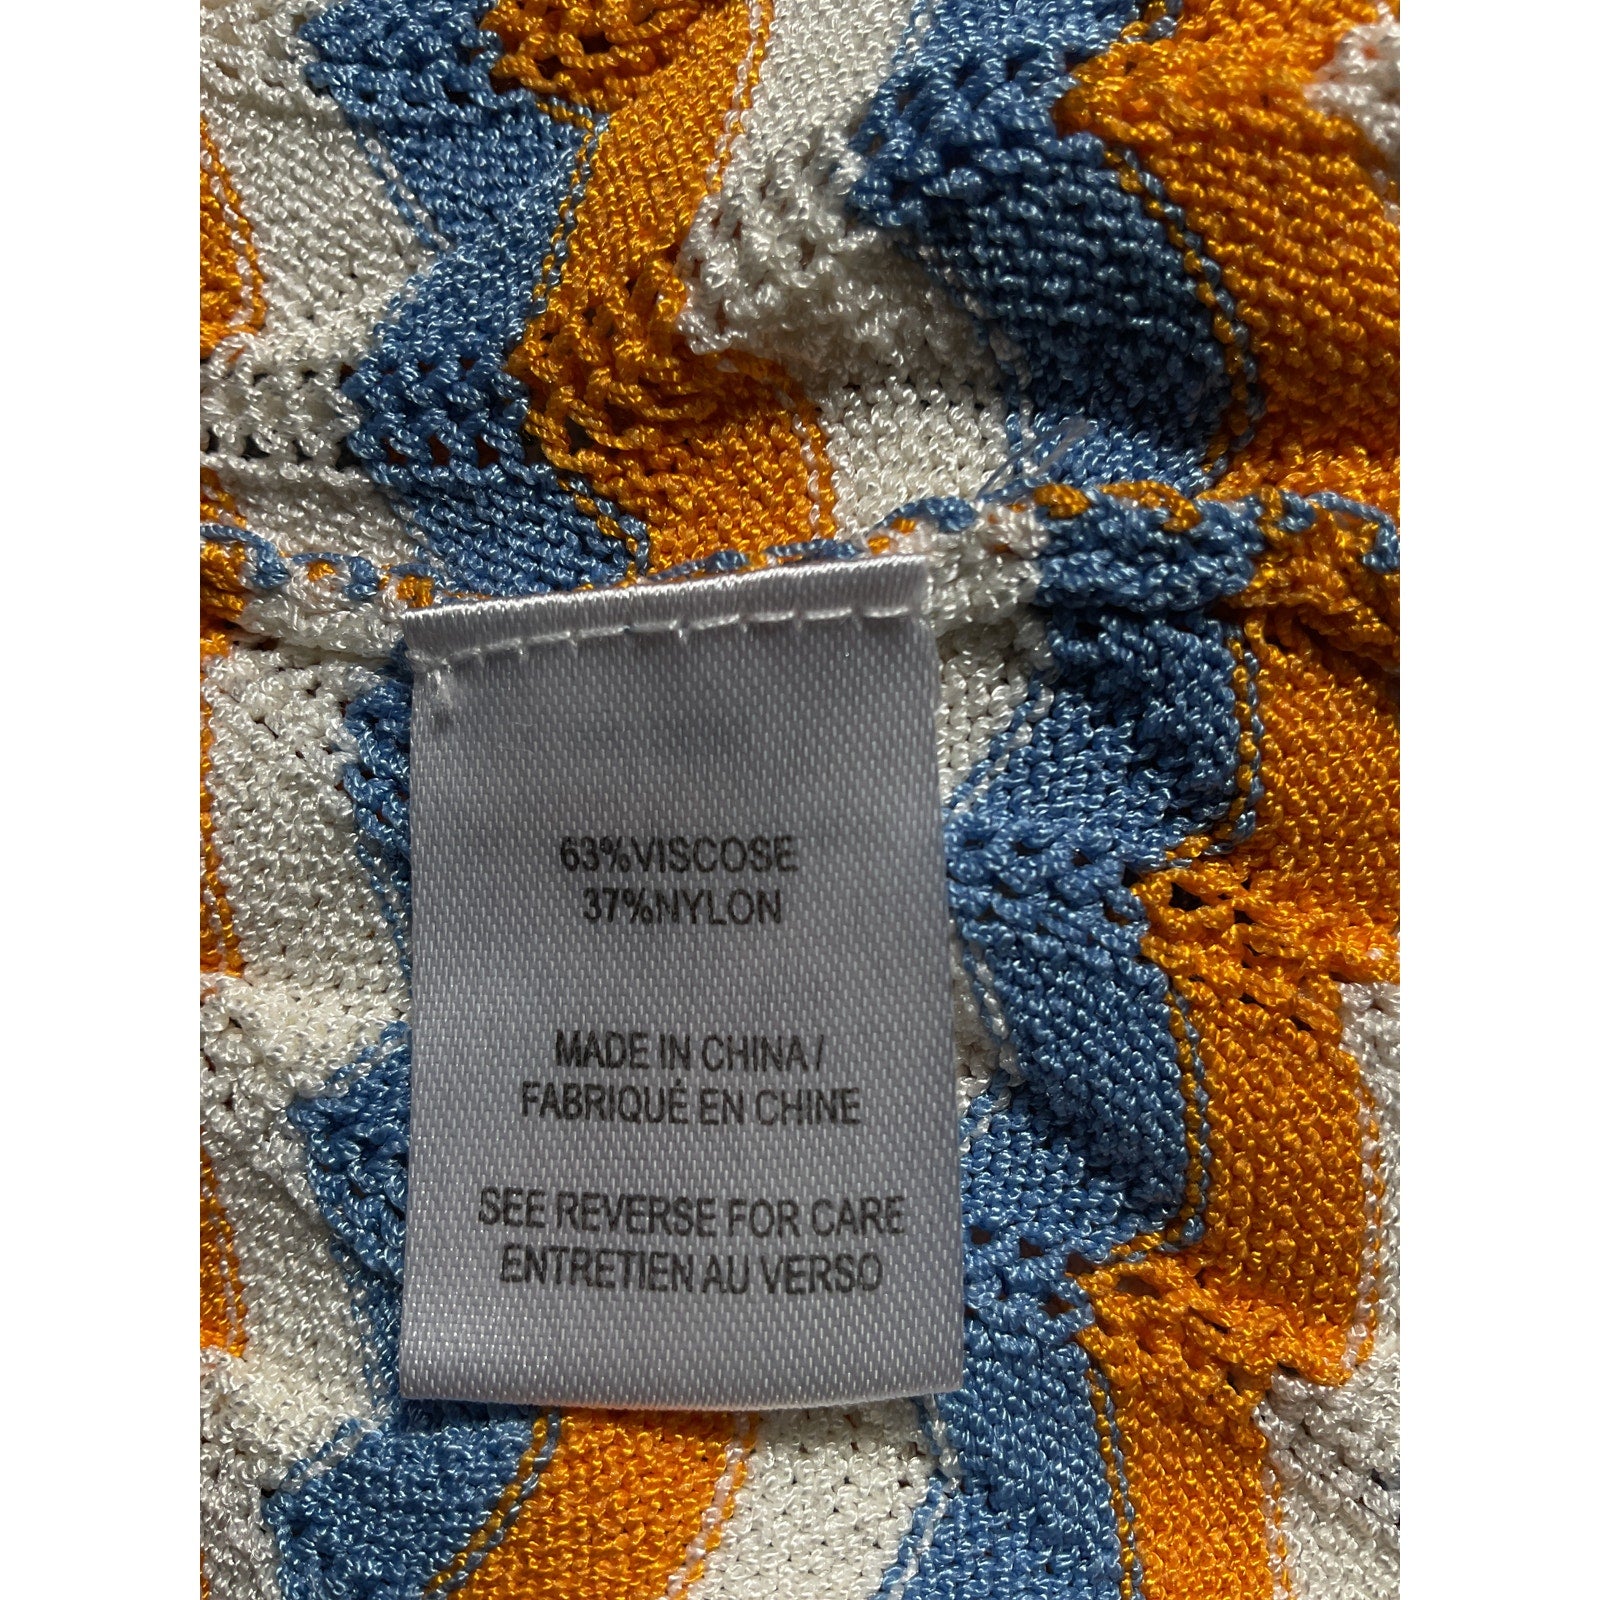 63%VISCOSE
37%NYLON
MADE IN CHINA /
FABRIQUÉ EN CHINE
SEE REVERSE FOR CARE
ENTRETIEN AU VERSO